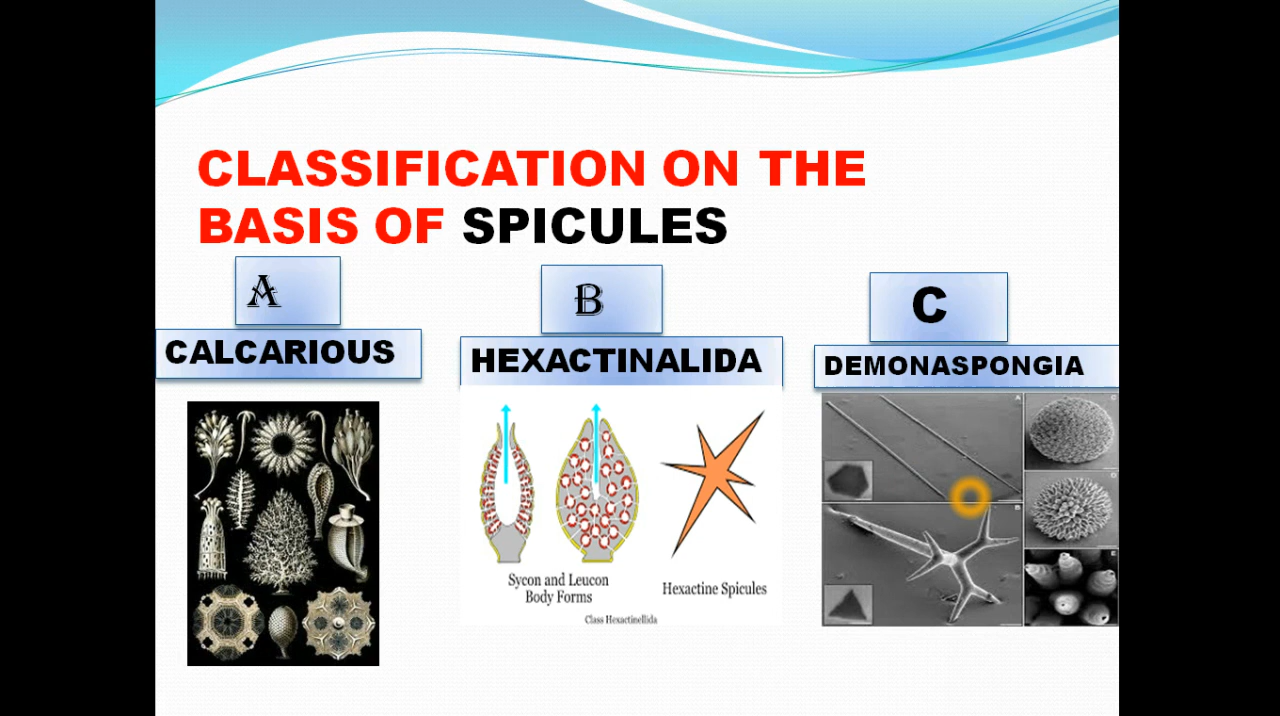 CLASSIFICATION ON THE
BASIS OF SPICULES
A
B
C
CALCARIOUS
HEXACTINALIDA
DEMONASPONGIA
Sycon and Leucon
Body Forms
Hexactine Spicules
Class Hexactinellida
A
C
B
E